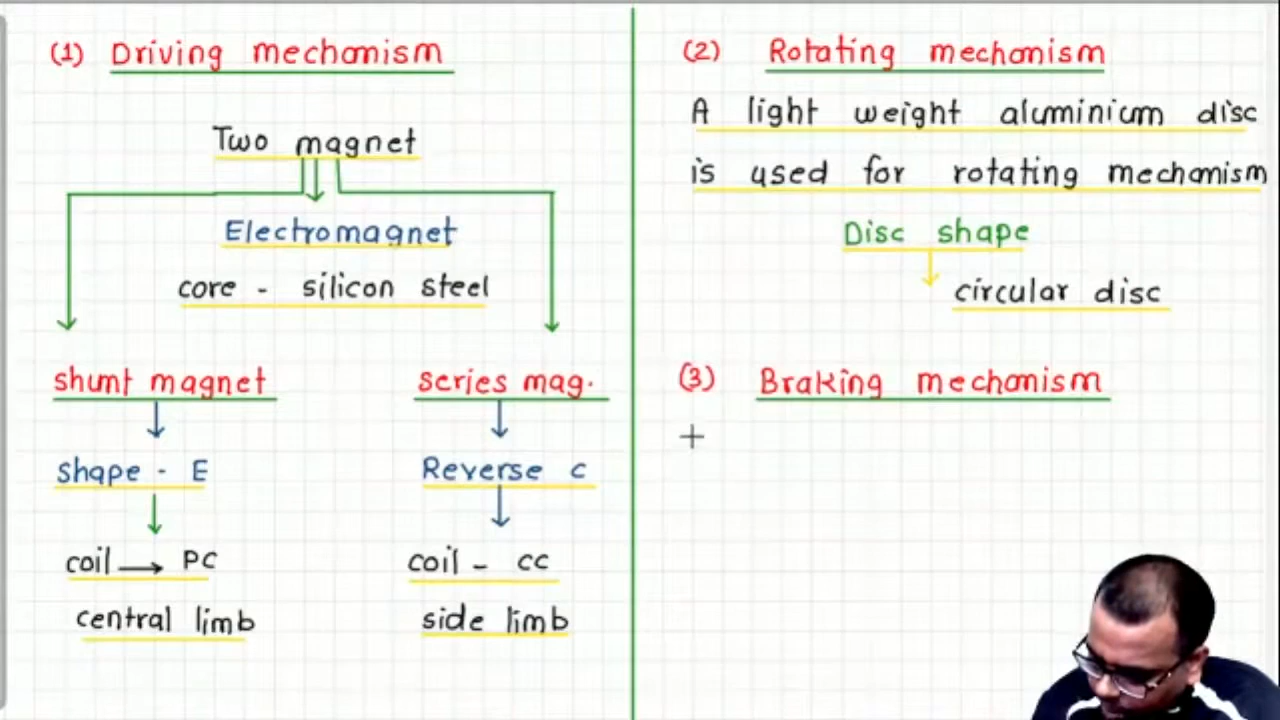 (1) Driving mechanism
Two magnet
Electromagnet
core - silicon steel
shunt magnet
series mag.
shape - E
Reverse c
coil → PC
coil - cc
central limb
side limb
(2) Rotating mechanism
A light weight aluminium disc
is used for rotating mechanism
Disc shape
circular disc
(3) Braking mechanism